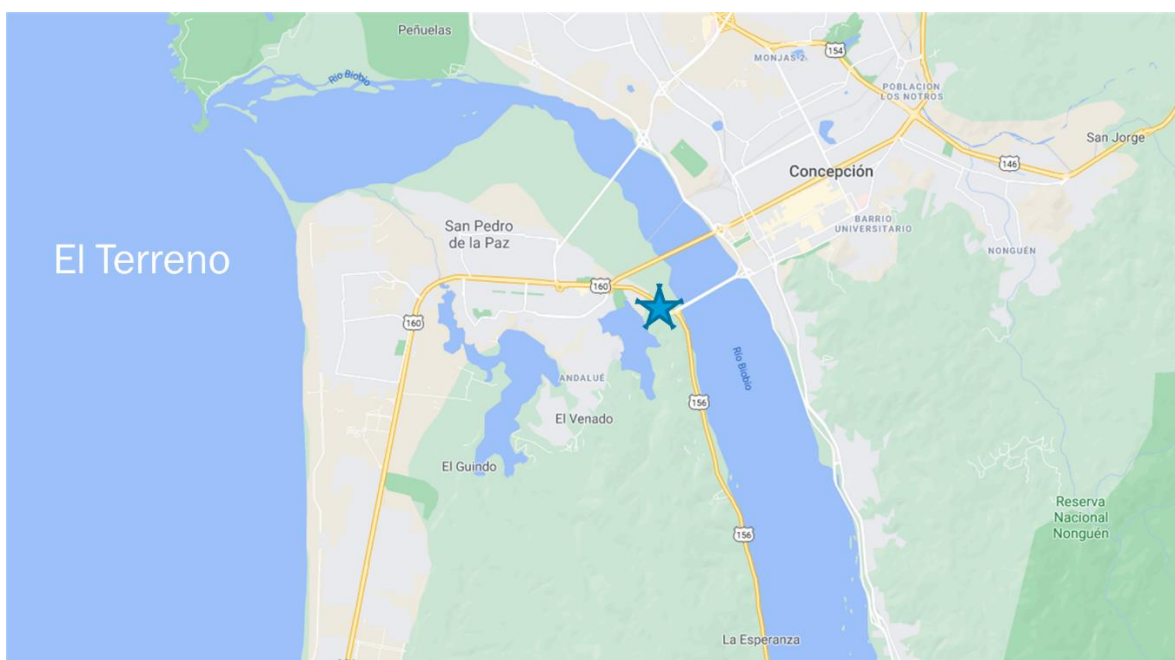 Peñuelas
Río Biobío
MONJAS 2
154
POBLACION
LOS NOTROS
San Jorge
146
Concepción
BARRIO
UNIVERSITARIO
NONGUÉN
San Pedro
de la Paz
El Terreno
160
160
Río Biobío
ANDALUÉ
156
El Venado
El Guindo
Reserva
Nacional
Nonguén
156
La Esperanza